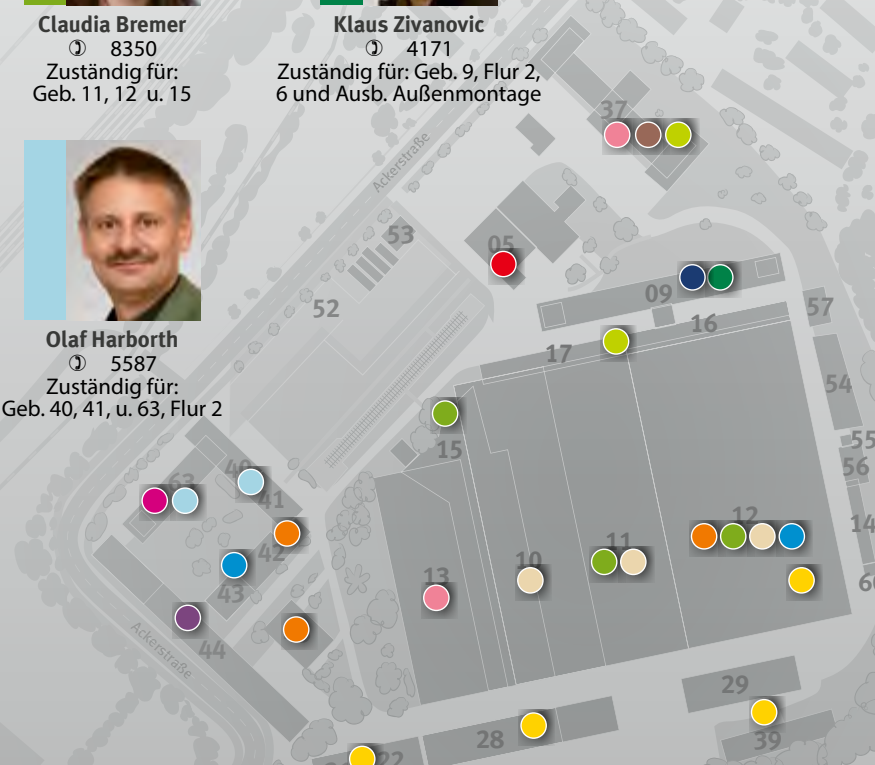 Claudia Bremer
✆ 8350
Zuständig für:
Geb. 11, 12 u. 15
Klaus Zivanovic
✆ 4171
Zuständig für: Geb. 9, Flur 2,
6 und Ausb. Außenmontage
Olaf Harborth
✆ 5587
Zuständig für:
Geb. 40, 41, u. 63, Flur 2
37
Ackerstraße
53
05
52
09
57
16
17
54
15
55
56
63
40
41
12
14
11
42
10
13
43
44
Ackerstraße
29
28
39
22